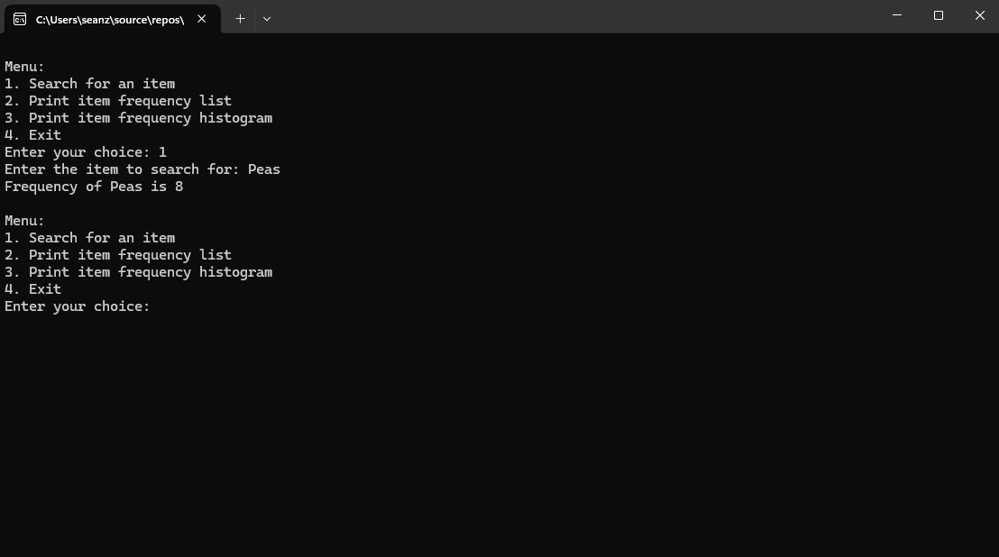 C:\Users\seanz\source\repos\
Menu:
1. Search for an item
2. Print item frequency list
3. Print item frequency histogram
4. Exit
Enter your choice: 1
Enter the item to search for: Peas
Frequency of Peas is 8
Menu:
1. Search for an item
2. Print item frequency list
3. Print item frequency histogram
4. Exit
Enter your choice: